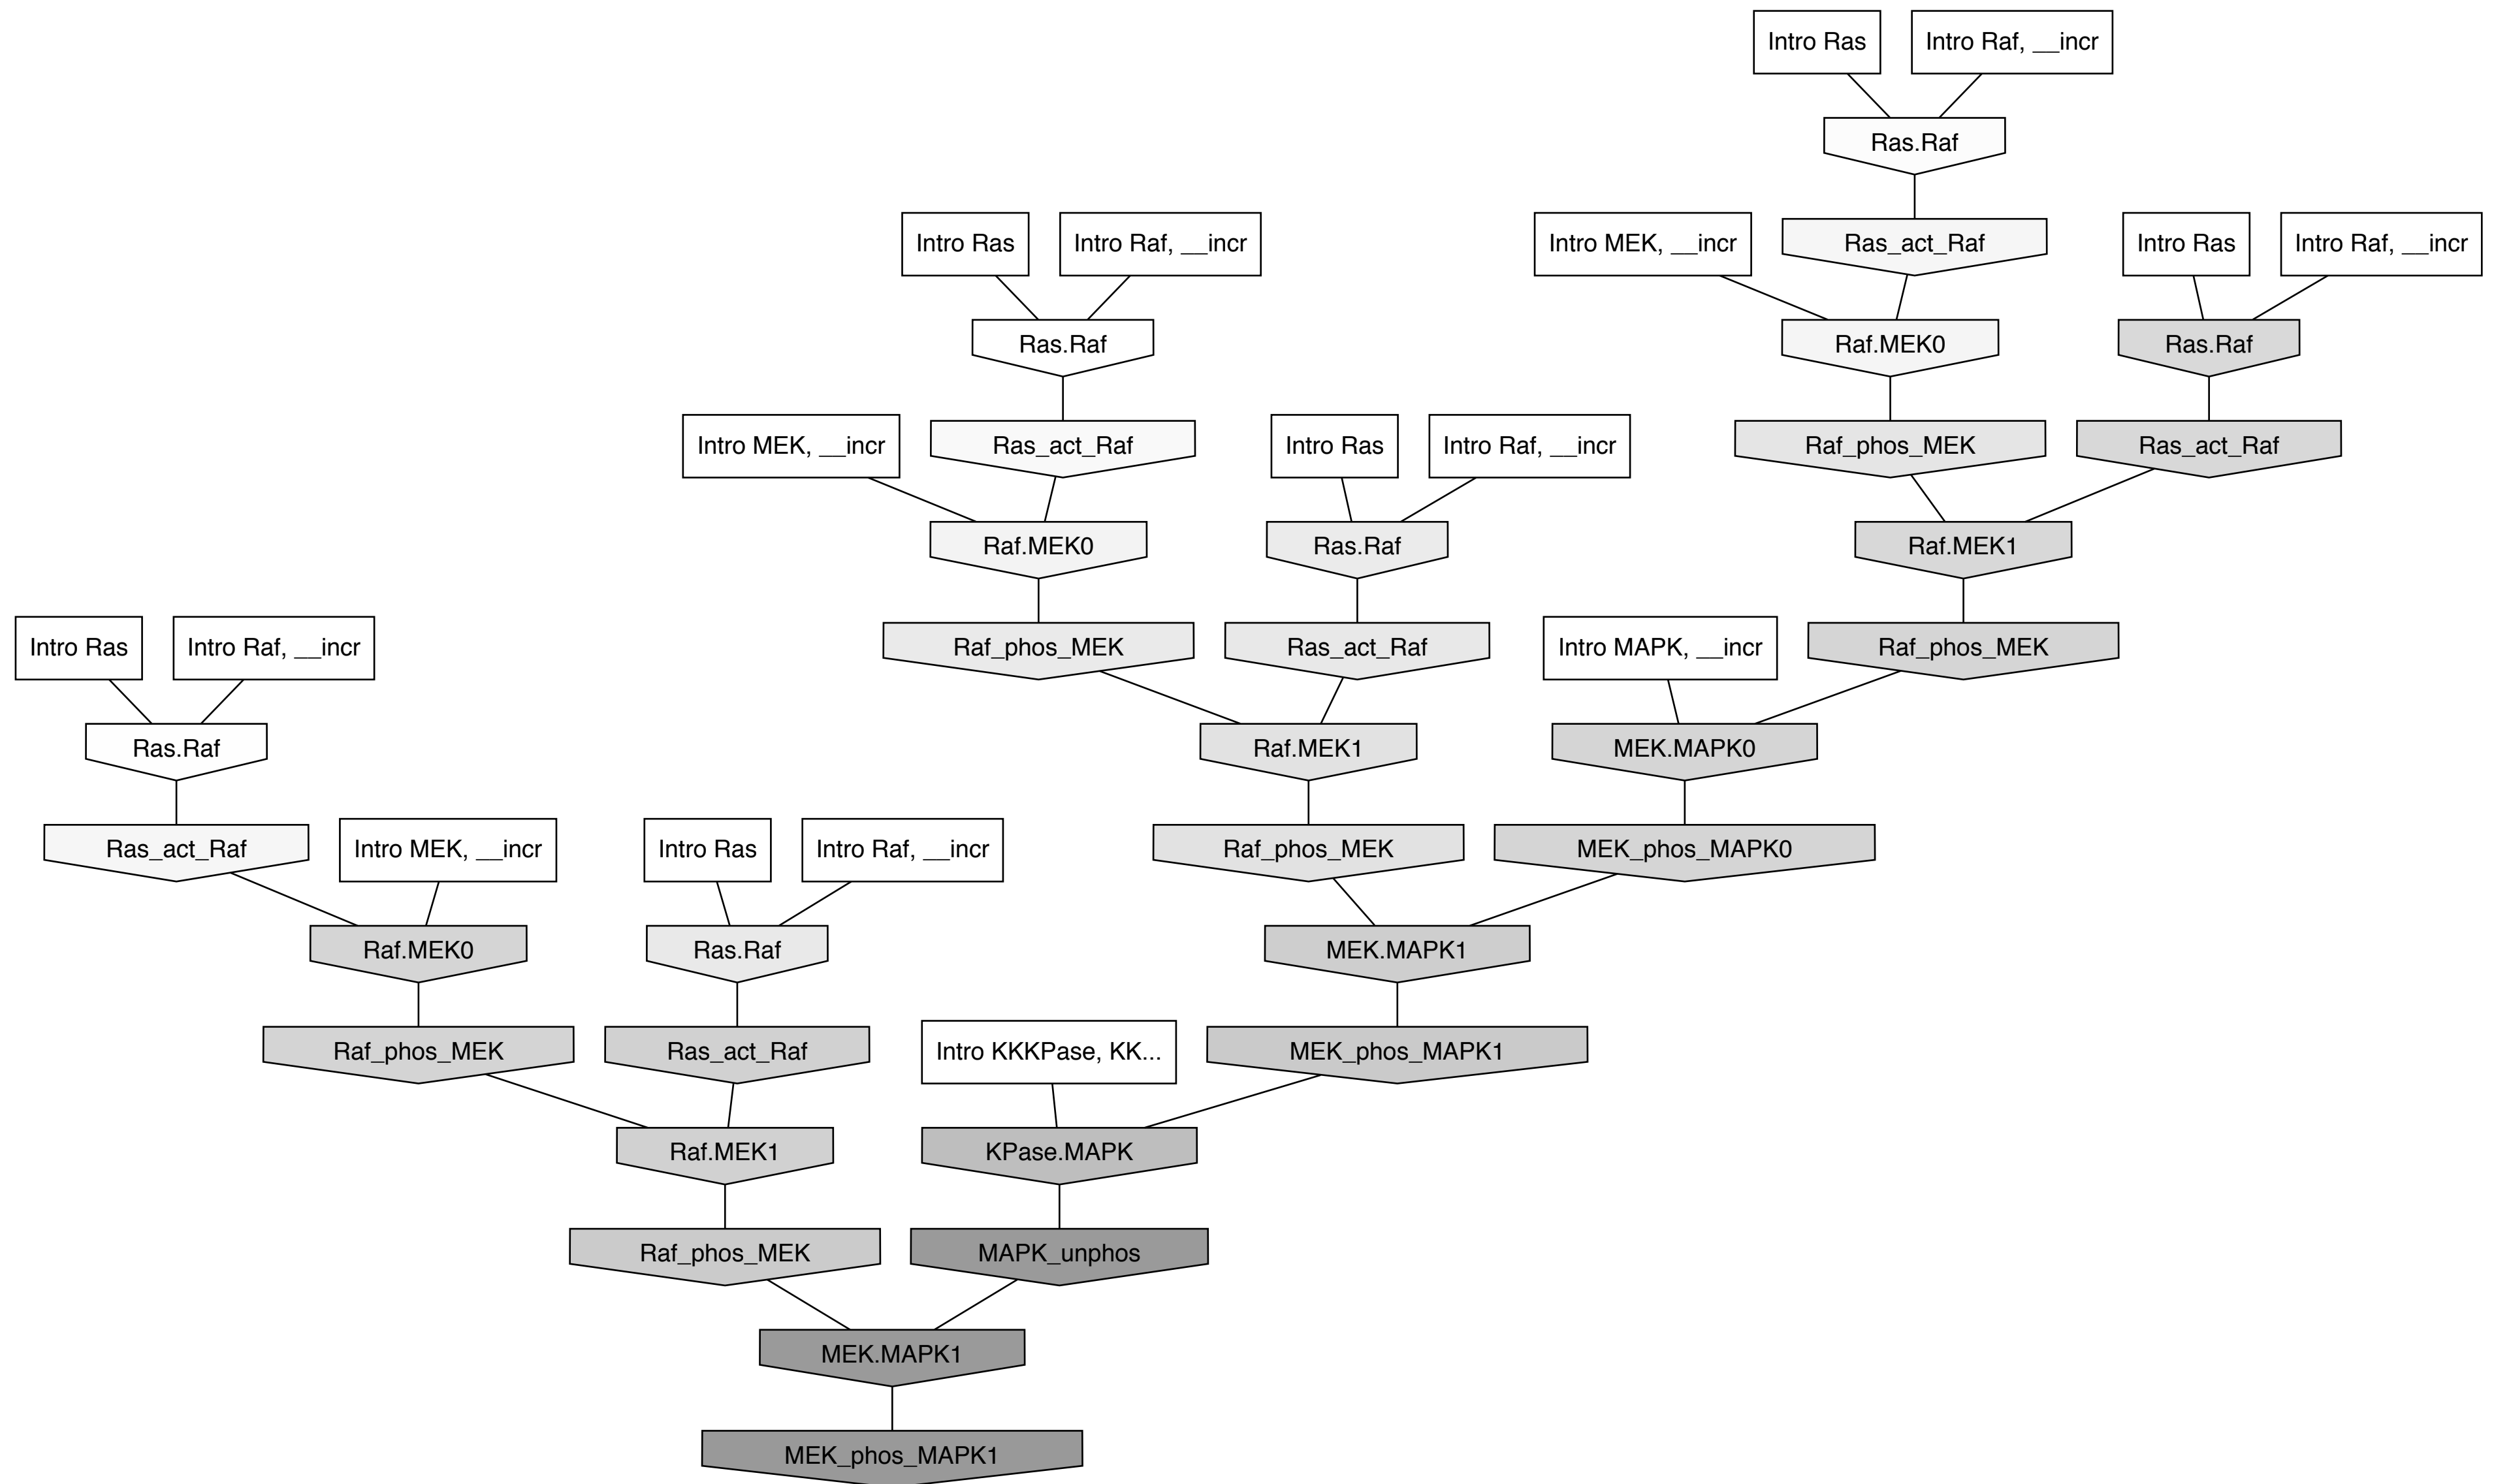 Intro Ras
Intro Raf, __incr
Ras.Raf
Intro Ras
Intro Raf, __incr
Intro MEK, __incr
Ras_act_Raf
Intro Ras
Intro Raf, __incr
Ras.Raf
Raf.MEK0
Ras.Raf
Intro MEK, __incr
Ras_act_Raf
Intro Ras
Intro Raf, __incr
Raf_phos_MEK
Ras_act_Raf
Raf.MEK0
Ras.Raf
Raf.MEK1
Intro Ras
Intro Raf, __incr
Raf_phos_MEK
Ras_act_Raf
Intro MAPK, __incr
Raf_phos_MEK
Ras.Raf
Raf.MEK1
MEK.MAPK0
Ras_act_Raf
Intro MEK, __incr
Intro Ras
Intro Raf, __incr
Raf_phos_MEK
MEK_phos_MAPK0
Raf.MEK0
Ras.Raf
MEK.MAPK1
Raf_phos_MEK
Ras_act_Raf
Intro KKKPase, KK...
MEK_phos_MAPK1
Raf.MEK1
KPase.MAPK
Raf_phos_MEK
MAPK_unphos
MEK.MAPK1
MEK_phos_MAPK1